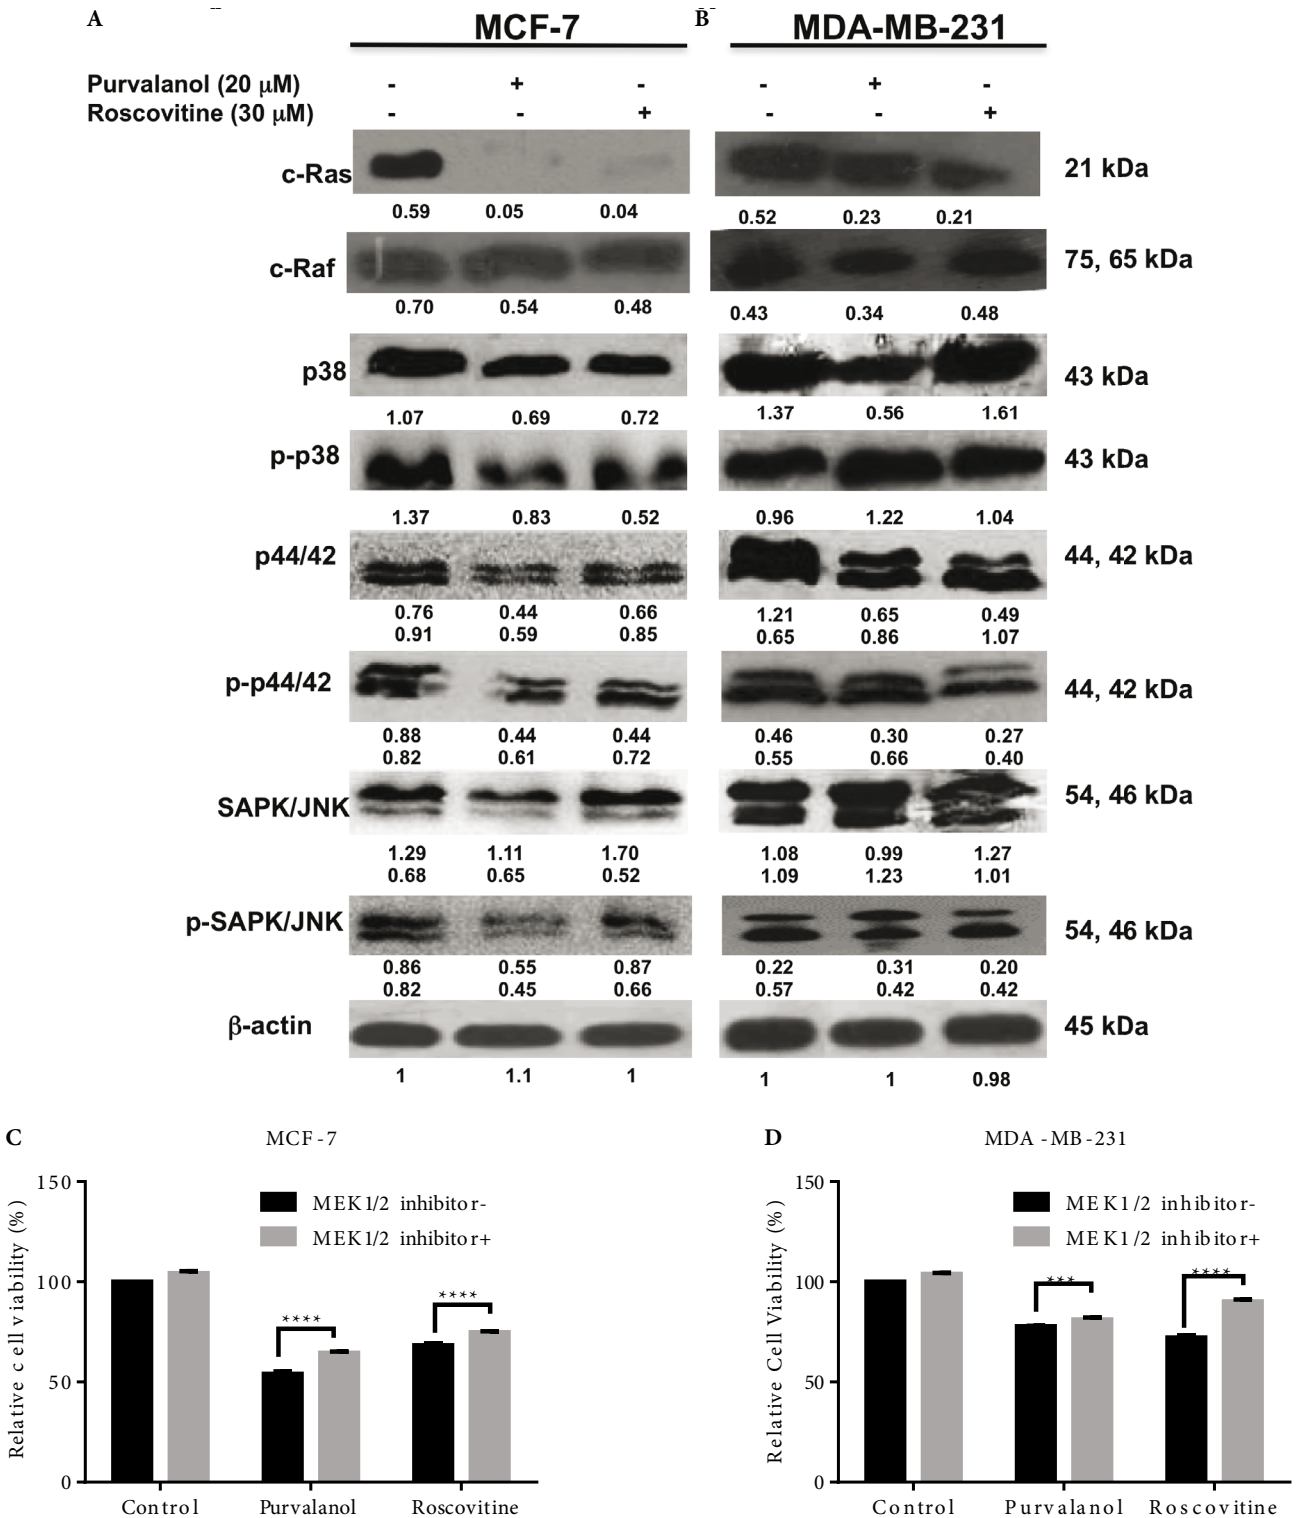 A B
MCF-7 MDA-MB-231
Purvalanol (20 µM) - + - - + -
Roscovitine (30 µM) - - + - - +
c-Ras 21 kDa
0.59 0.05 0.04 0.52 0.23 0.21
c-Raf 75, 65 kDa
0.70 0.54 0.48 0.43 0.34 0.48
p38 43 kDa
1.07 0.69 0.72 1.37 0.56 1.61
p-p38 43 kDa
1.37 0.83 0.52 0.96 1.22 1.04
p44/42 44, 42 kDa
0.76 0.44 0.66 1.21 0.65 0.49
0.91 0.59 0.85 0.65 0.86 1.07
p-p44/42 44, 42 kDa
0.88 0.44 0.44 0.46 0.30 0.27
0.82 0.61 0.72 0.55 0.66 0.40
SAPK/JNK 54, 46 kDa
1.29 1.11 1.70 1.08 0.99 1.27
0.68 0.65 0.52 1.09 1.23 1.01
p-SAPK/JNK 54, 46 kDa
0.86 0.55 0.87 0.22 0.31 0.20
0.82 0.45 0.66 0.57 0.42 0.42
β-actin 45 kDa
1 1.1 1 1 1 0.98
C MCF-7
Relative cell viability (%)
150
100
50
0
MEK1/2 inhibitor-
MEK1/2 inhibitor+
**** ****
Control Purvalanol Roscovitine
D MDA-MB-231
Relative Cell Viability (%)
150
100
50
0
MEK1/2 inhibitor-
MEK1/2 inhibitor+
*** ****
Control Purvalanol Roscovitine